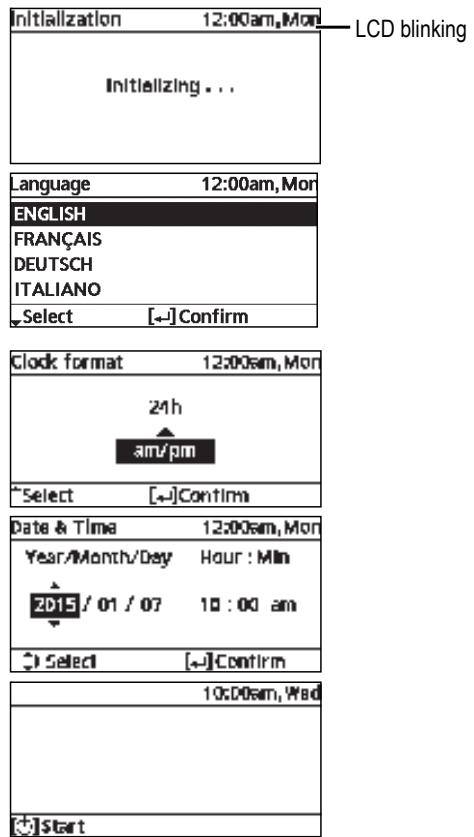 Initialization 12:00am,Mon
LCD blinking
Initializing . . .
Language 12:00am,Mon
ENGLISH
FRANÇAIS
DEUTSCH
ITALIANO
Select [↵]Confirm
Clock format 12:00am,Mon
24h
am/pm
Select [↵]Confirm
Date & Time 12:00am,Mon
Year/Month/Day Hour : Min
2015 / 01 / 07 10 : 00 am
Select [↵]Confirm
10:00am,Wed
[⏻]Start